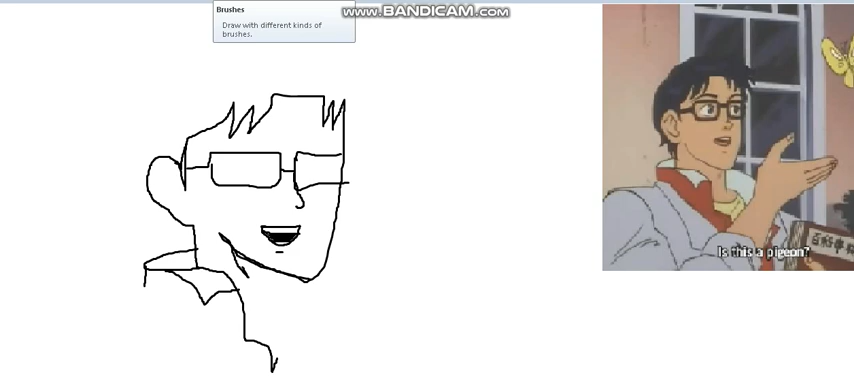 Brushes
Draw with different kinds of
brushes.
www.BANDICAM.com
Is this a pigeon?